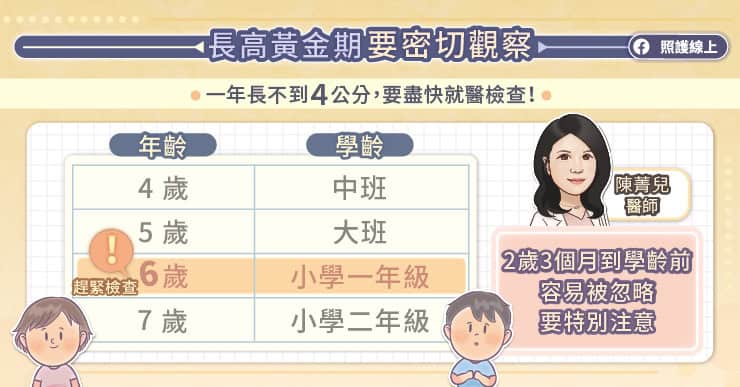 長高黃金期要密切觀察
照護線上
一年長不到4公分，要盡快就醫檢查！
年齡 學齡
4歲 中班
5歲 大班
6歲 小學一年級
7歲 小學二年級
!
趕緊檢查
陳菁兒
醫師
2歲3個月到學齡前
容易被忽略
要特別注意